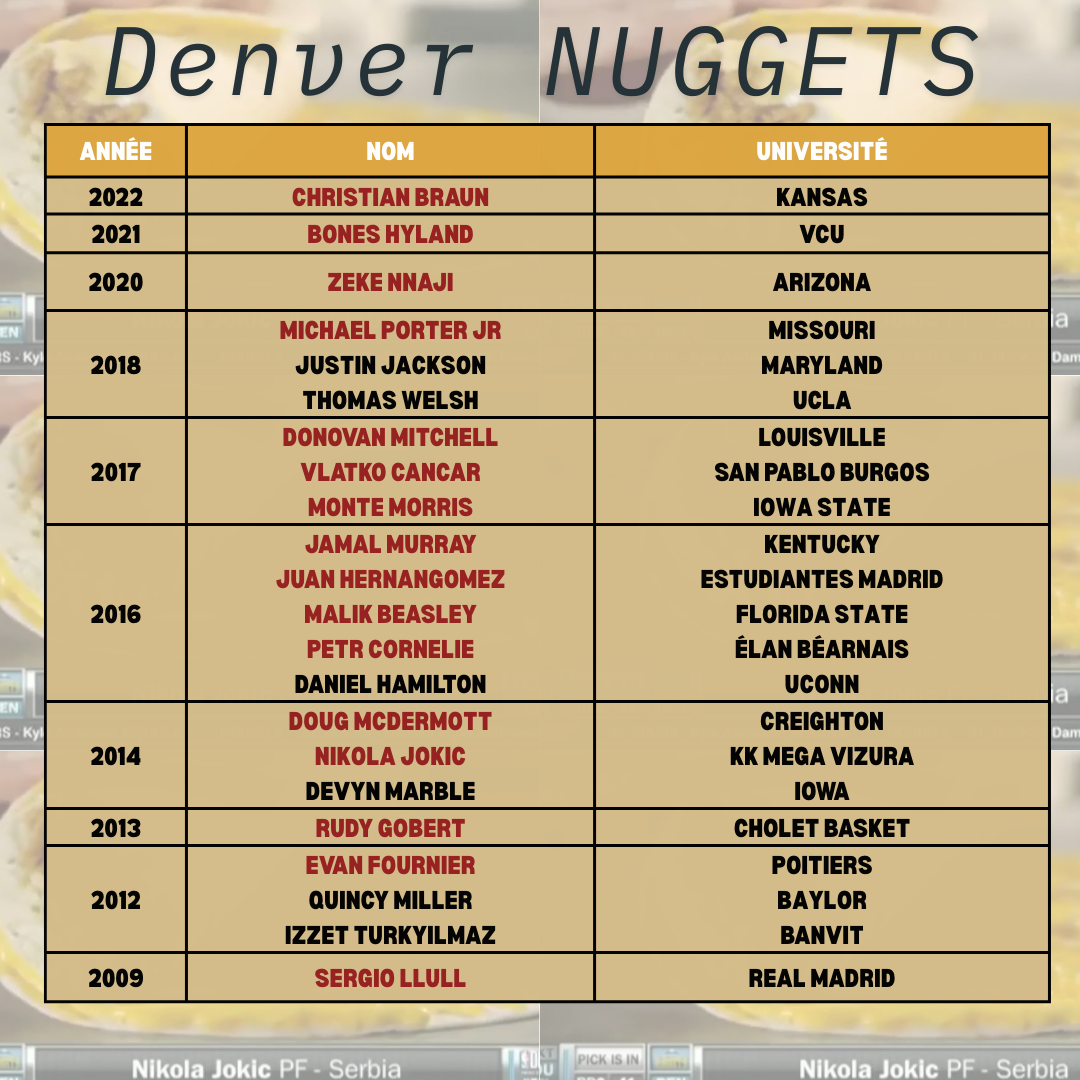 Denver NUGGETS
ANNÉE NOM UNIVERSITÉ
2022 CHRISTIAN BRAUN KANSAS
2021 BONES HYLAND VCU
2020 ZEKE NNAJI ARIZONA
2018 MICHAEL PORTER JR MISSOURI
JUSTIN JACKSON MARYLAND
THOMAS WELSH UCLA
2017 DONOVAN MITCHELL LOUISVILLE
VLATKO CANCAR SAN PABLO BURGOS
MONTE MORRIS IOWA STATE
2016 JAMAL MURRAY KENTUCKY
JUAN HERNANGOMEZ ESTUDIANTES MADRID
MALIK BEASLEY FLORIDA STATE
PETR CORNELIE ÉLAN BÉARNAIS
DANIEL HAMILTON UCONN
2014 DOUG MCDERMOTT CREIGHTON
NIKOLA JOKIC KK MEGA VIZURA
DEVYN MARBLE IOWA
2013 RUDY GOBERT CHOLET BASKET
2012 EVAN FOURNIER POITIERS
QUINCY MILLER BAYLOR
IZZET TURKYILMAZ BANVIT
2009 SERGIO LLULL REAL MADRID
PICK IS IN
Nikola Jokic PF - Serbia Nikola Jokic PF - Serbia